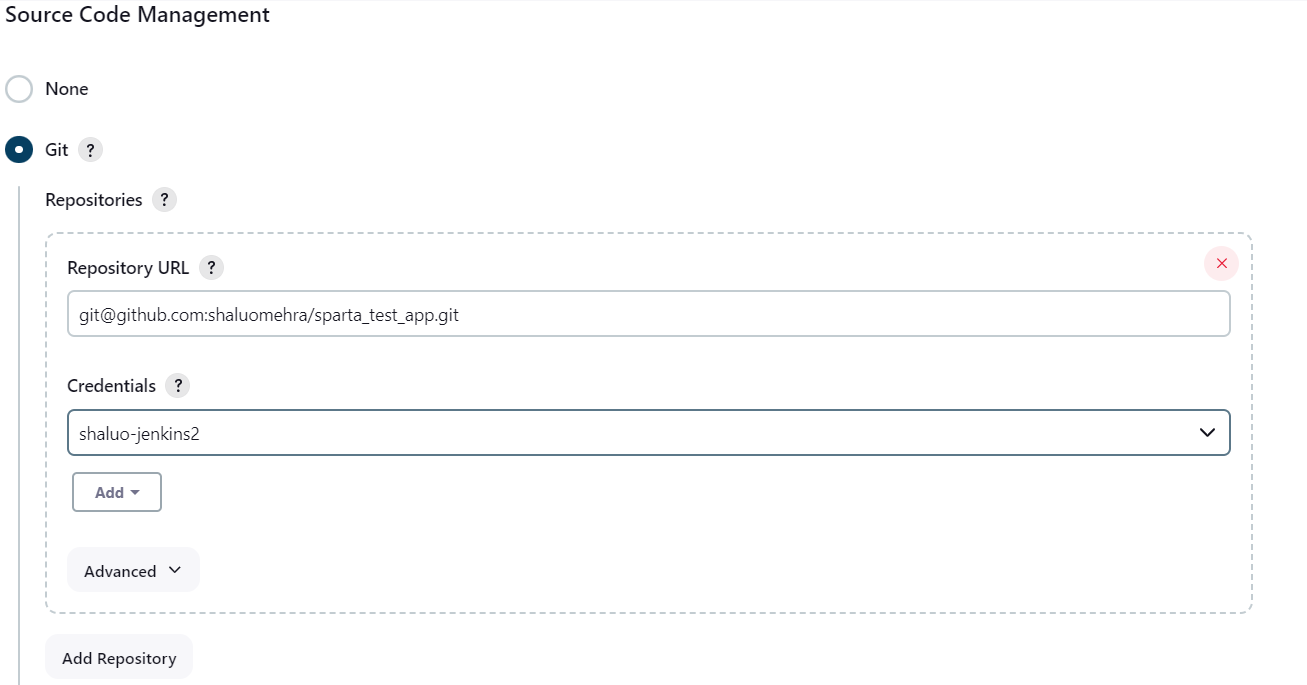 Source Code Management
None
Git ?
Repositories ?
Repository URL ?
git@github.com:shaluomehra/sparta_test_app.git
Credentials ?
shaluo-jenkins2
Add
Advanced
Add Repository